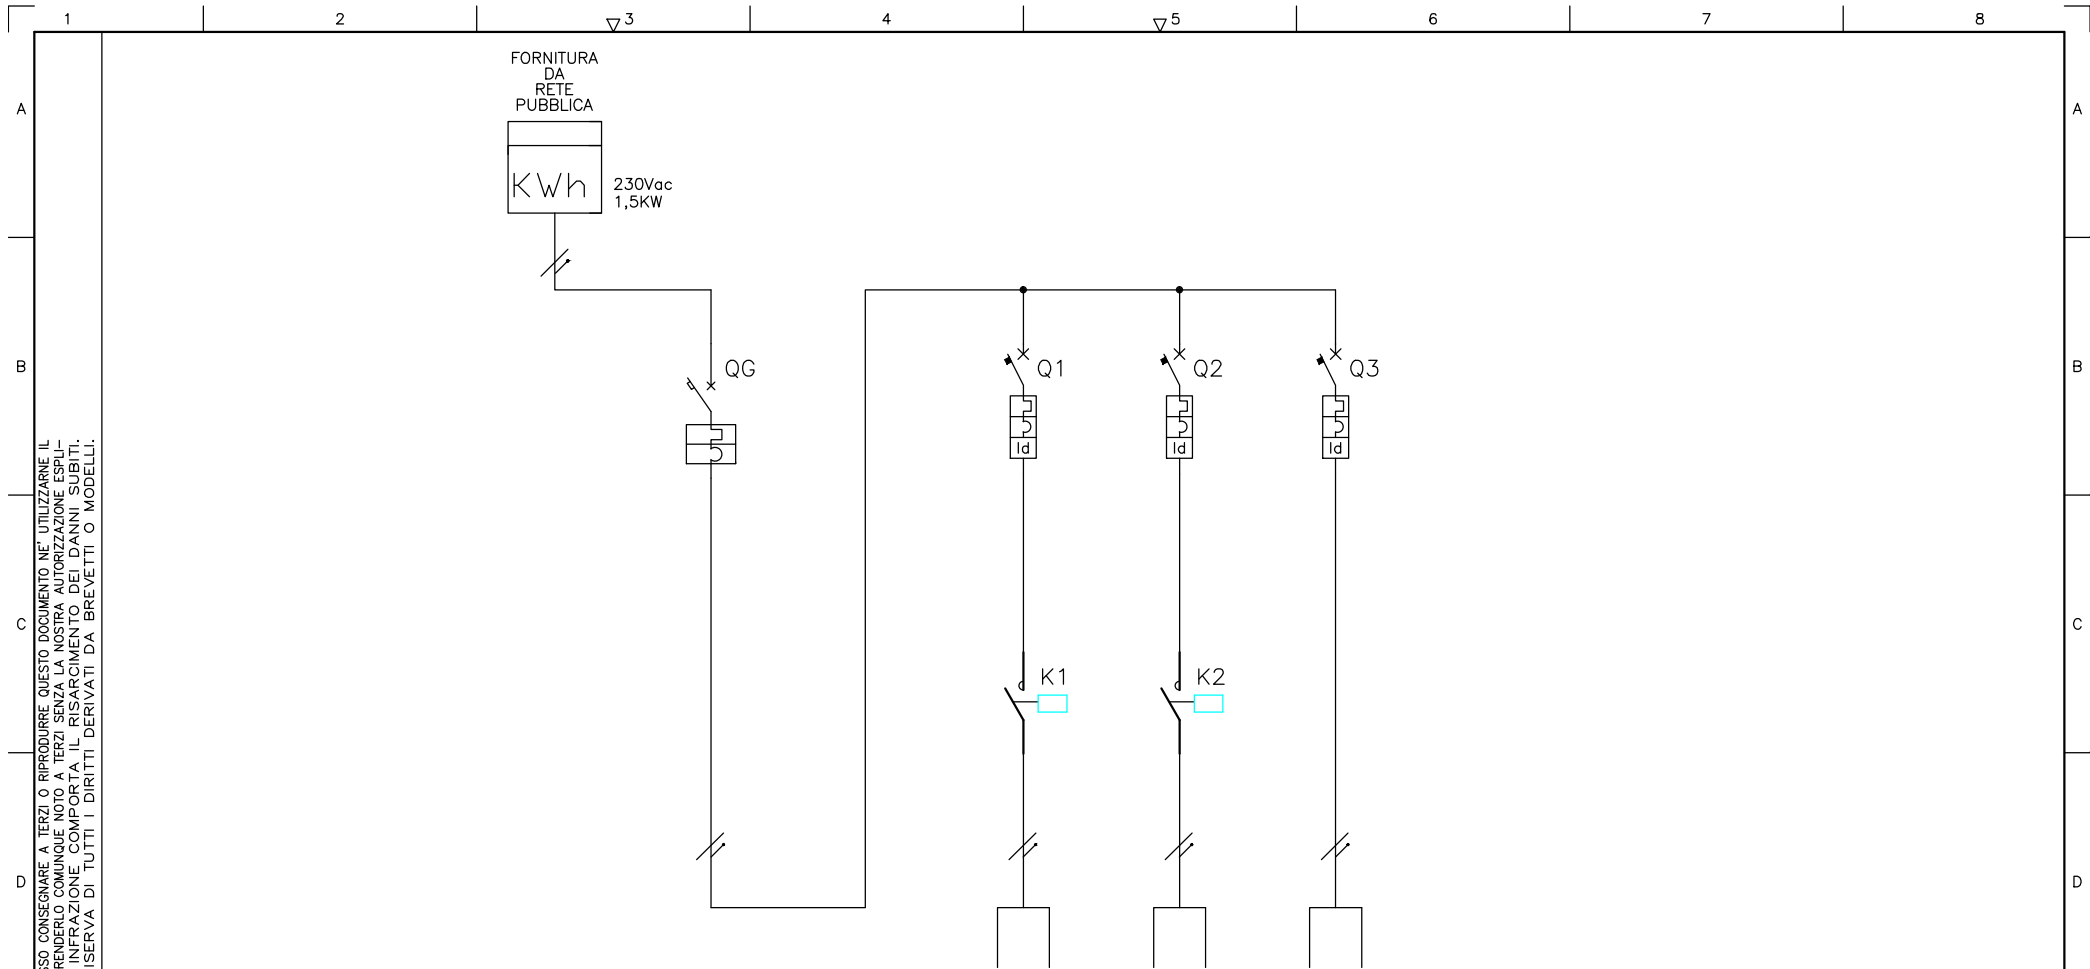 1 2 3 4 5 6 7 8
FORNITURA
DA
RETE
PUBBLICA
A A
KWh
230Vac
1,5KW
B B
QG
Q1
Q2
Q3
Id
Id
Id
C C
K1
K2
D D
CONSEGNARE A TERZI O RIPRODURRE QUESTO DOCUMENTO NE' UTILIZZARNE IL
RENDERLO COMUNQUE NOTO A TERZI SENZA LA NOSTRA AUTORIZZAZIONE ESPLI-
INFRAZIONE COMPORTA IL RISARCIMENTO DEI DANNI SUBITI.
ISERVA DI TUTTI I DIRITTI DERIVATI DA BREVETTI O MODELLI.